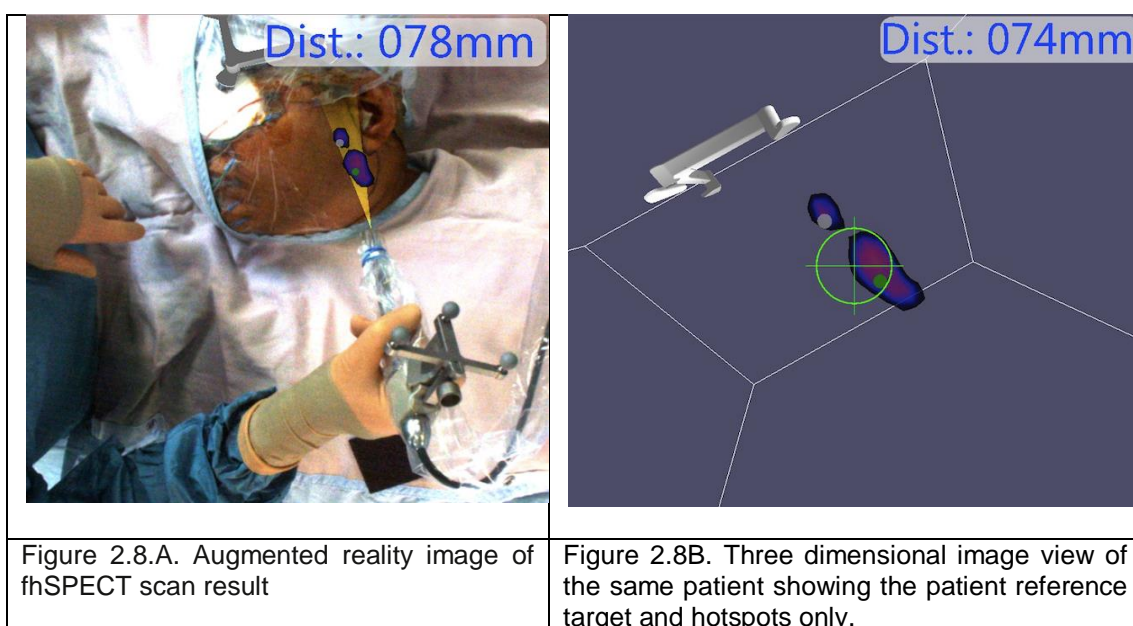 Dist.: 078mm
Dist.: 074mm
Figure 2.8.A. Augmented reality image of
fhSPECT scan result
Figure 2.8B. Three dimensional image view of
the same patient showing the patient reference
target and hotspots only.